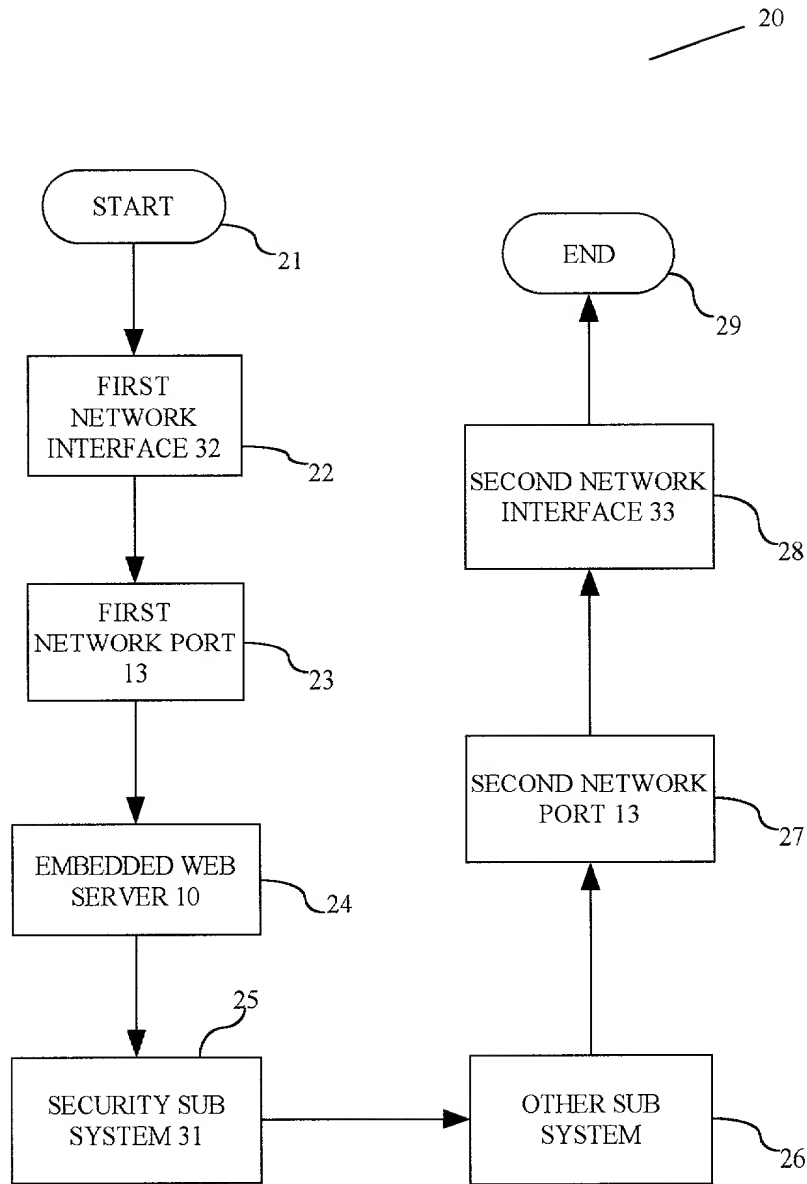 20
START
21
FIRST
NETWORK
INTERFACE 32
22
FIRST
NETWORK PORT
13
23
EMBEDDED WEB
SERVER 10
24
25
SECURITY SUB
SYSTEM 31
OTHER SUB
SYSTEM
26
SECOND NETWORK
PORT 13
27
SECOND NETWORK
INTERFACE 33
28
END
29